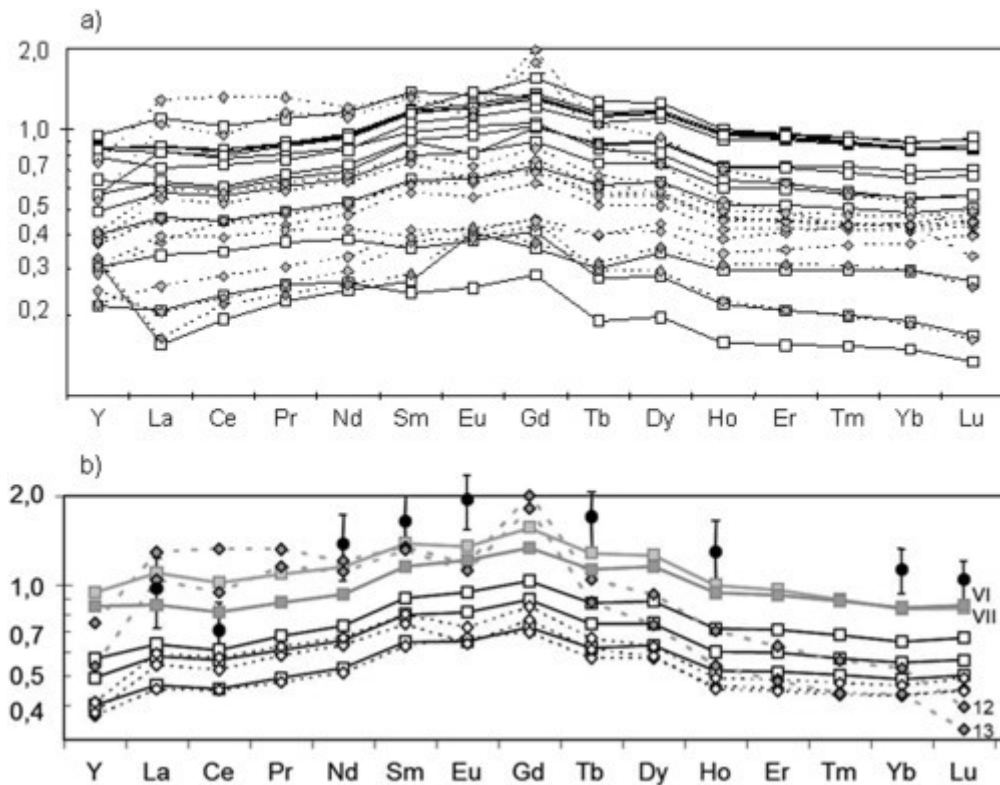 a)
2,0
1,0
0,7
0,5
0,4
0,3
0,2
Y La Ce Pr Nd Sm Eu Gd Tb Dy Ho Er Tm Yb Lu
b)
2,0
1,0
0,7
0,5
0,4
VI
VII
12
13
Y La Ce Pr Nd Sm Eu Gd Tb Dy Ho Er Tm Yb Lu